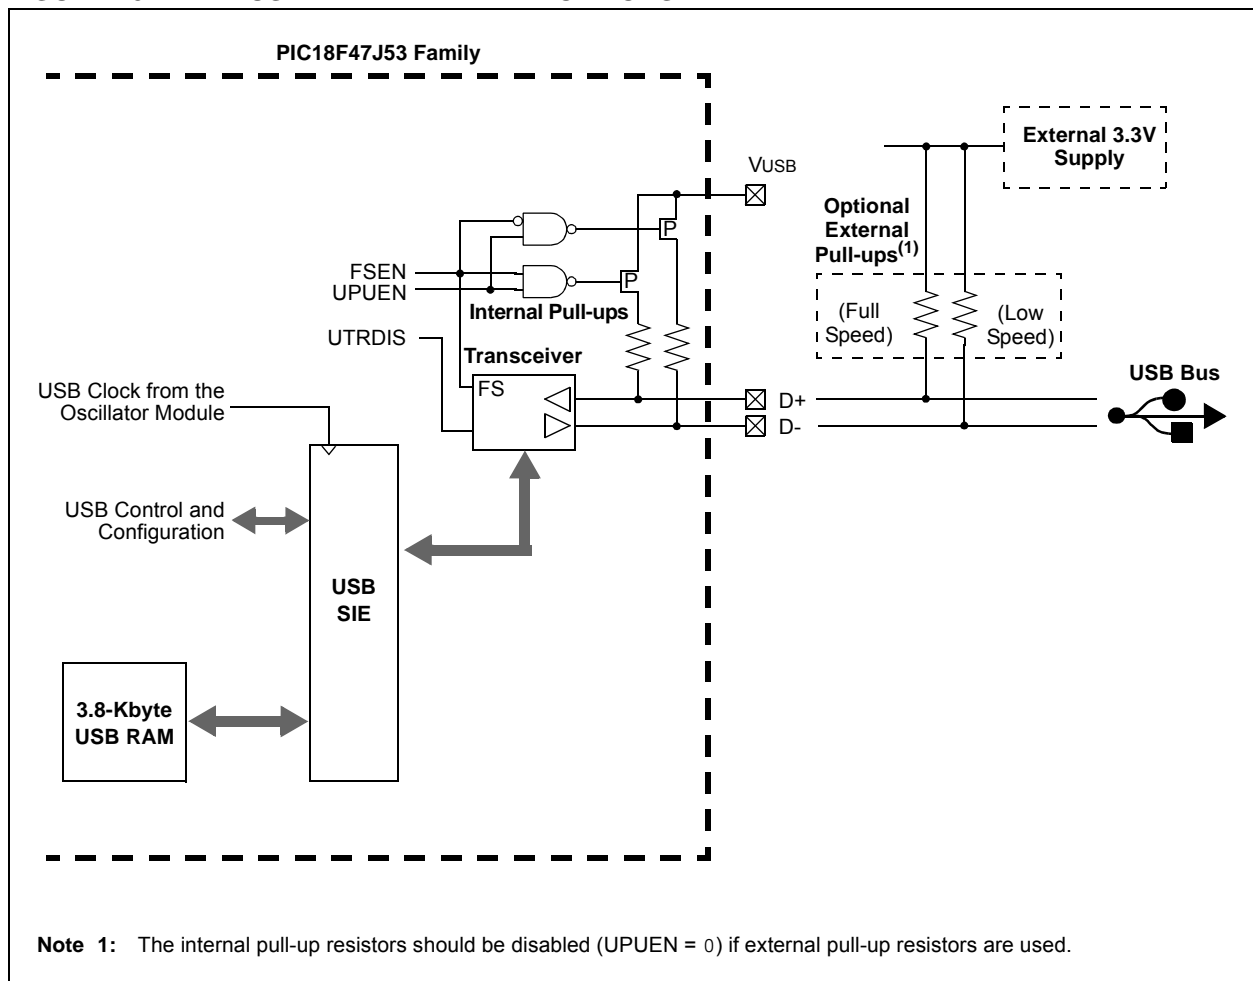 PIC18F47J53 Family
External 3.3V
Supply
VUSB
Optional
External
Pull-ups(1)
P
FSEN
UPUEN
P
Internal Pull-ups
(Full
Speed)
(Low
Speed)
UTRDIS
Transceiver
FS
USB Clock from the
Oscillator Module
D+
D-
USB Bus
USB Control and
Configuration
USB
SIE
3.8-Kbyte
USB RAM
Note 1: The internal pull-up resistors should be disabled (UPUEN = 0) if external pull-up resistors are used.